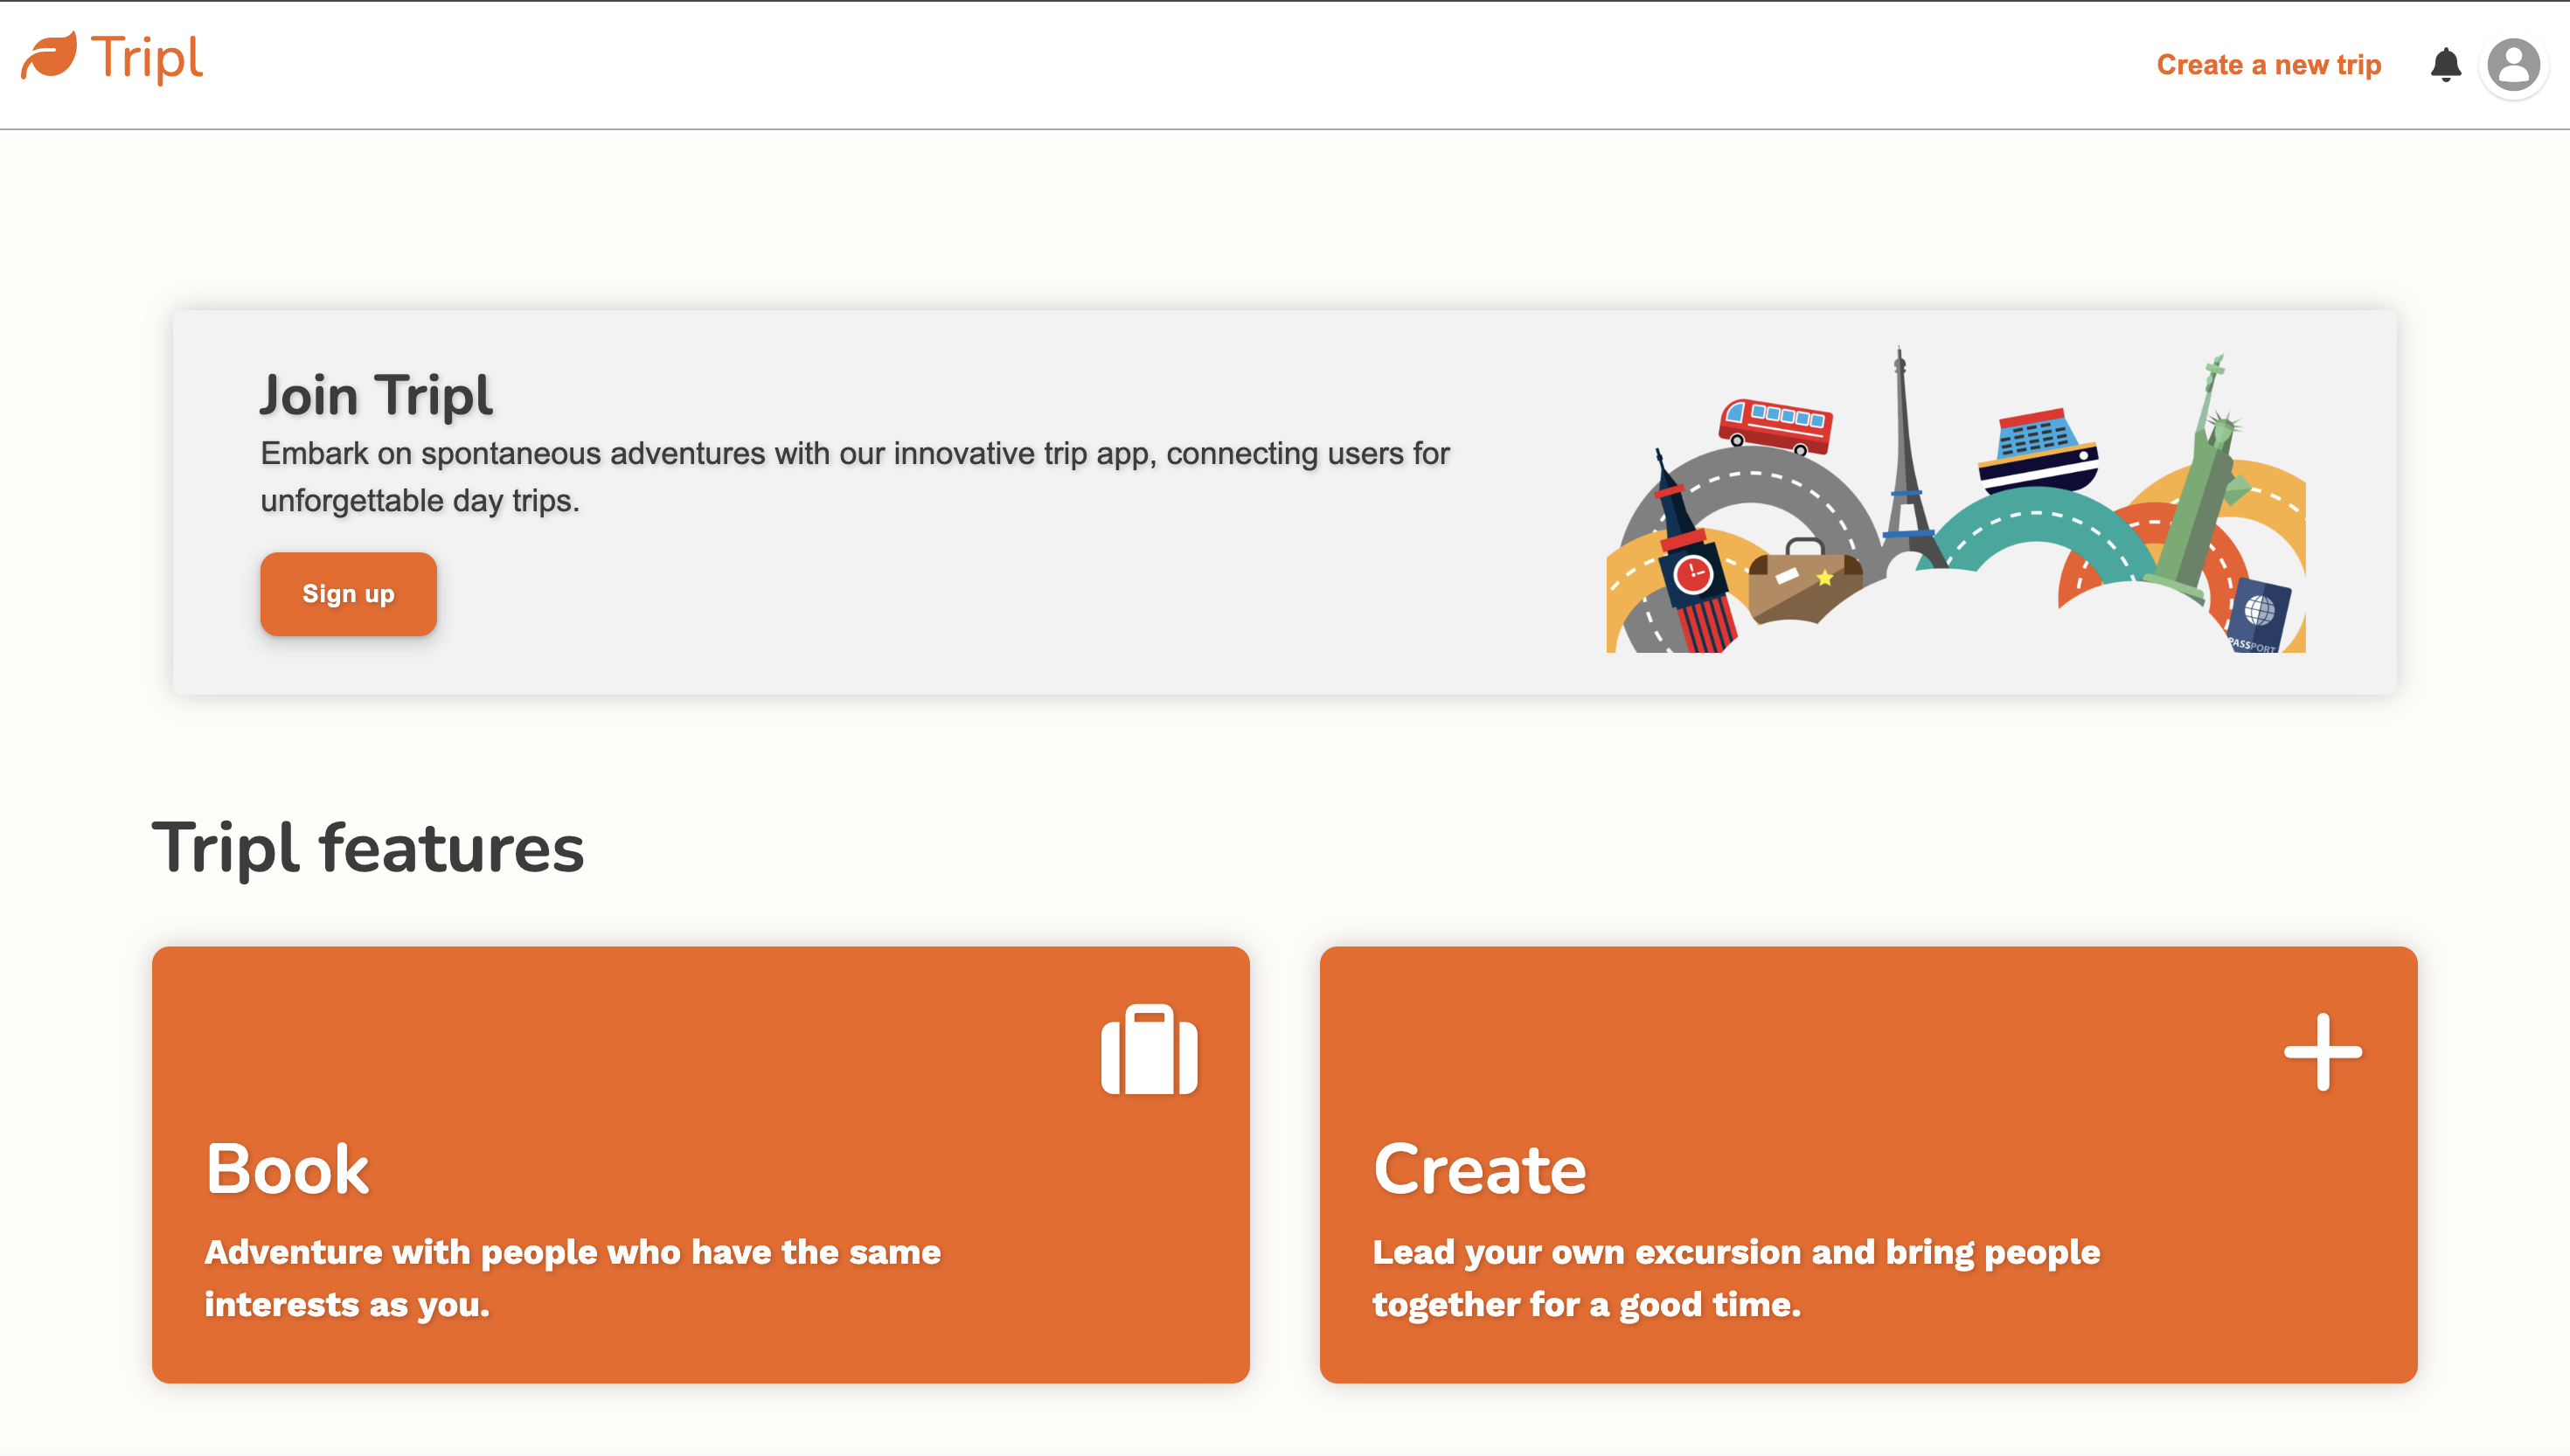 Tripl
Create a new trip
Join Tripl
Embark on spontaneous adventures with our innovative trip app, connecting users for
unforgettable day trips.
Sign up
PASSPORT
Tripl features
Book
Adventure with people who have the same
interests as you.
Create
Lead your own excursion and bring people
together for a good time.